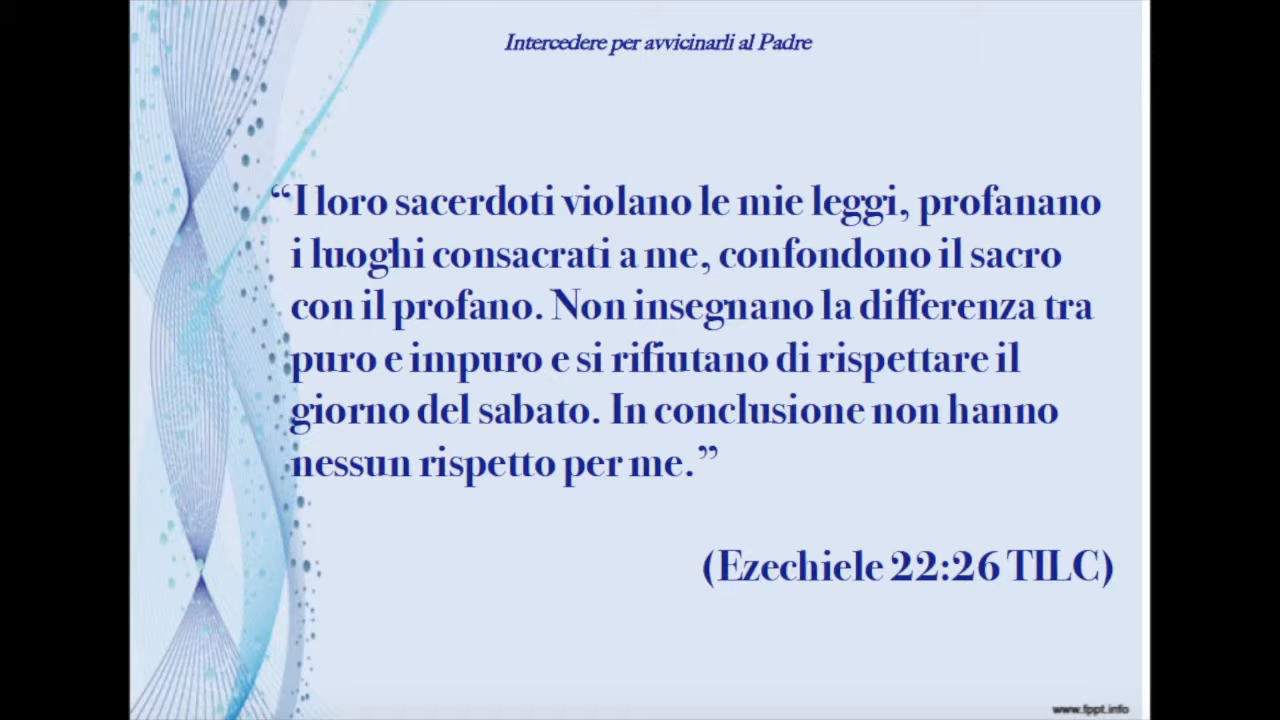 Intercedere per avvicinarli al Padre
“I loro sacerdoti violano le mie leggi, profanano
i luoghi consacrati a me, confondono il sacro
con il profano. Non insegnano la differenza tra
puro e impuro e si rifiutano di rispettare il
giorno del sabato. In conclusione non hanno
nessun rispetto per me.”
(Ezechiele 22:26 TILC)
www.fppt.info